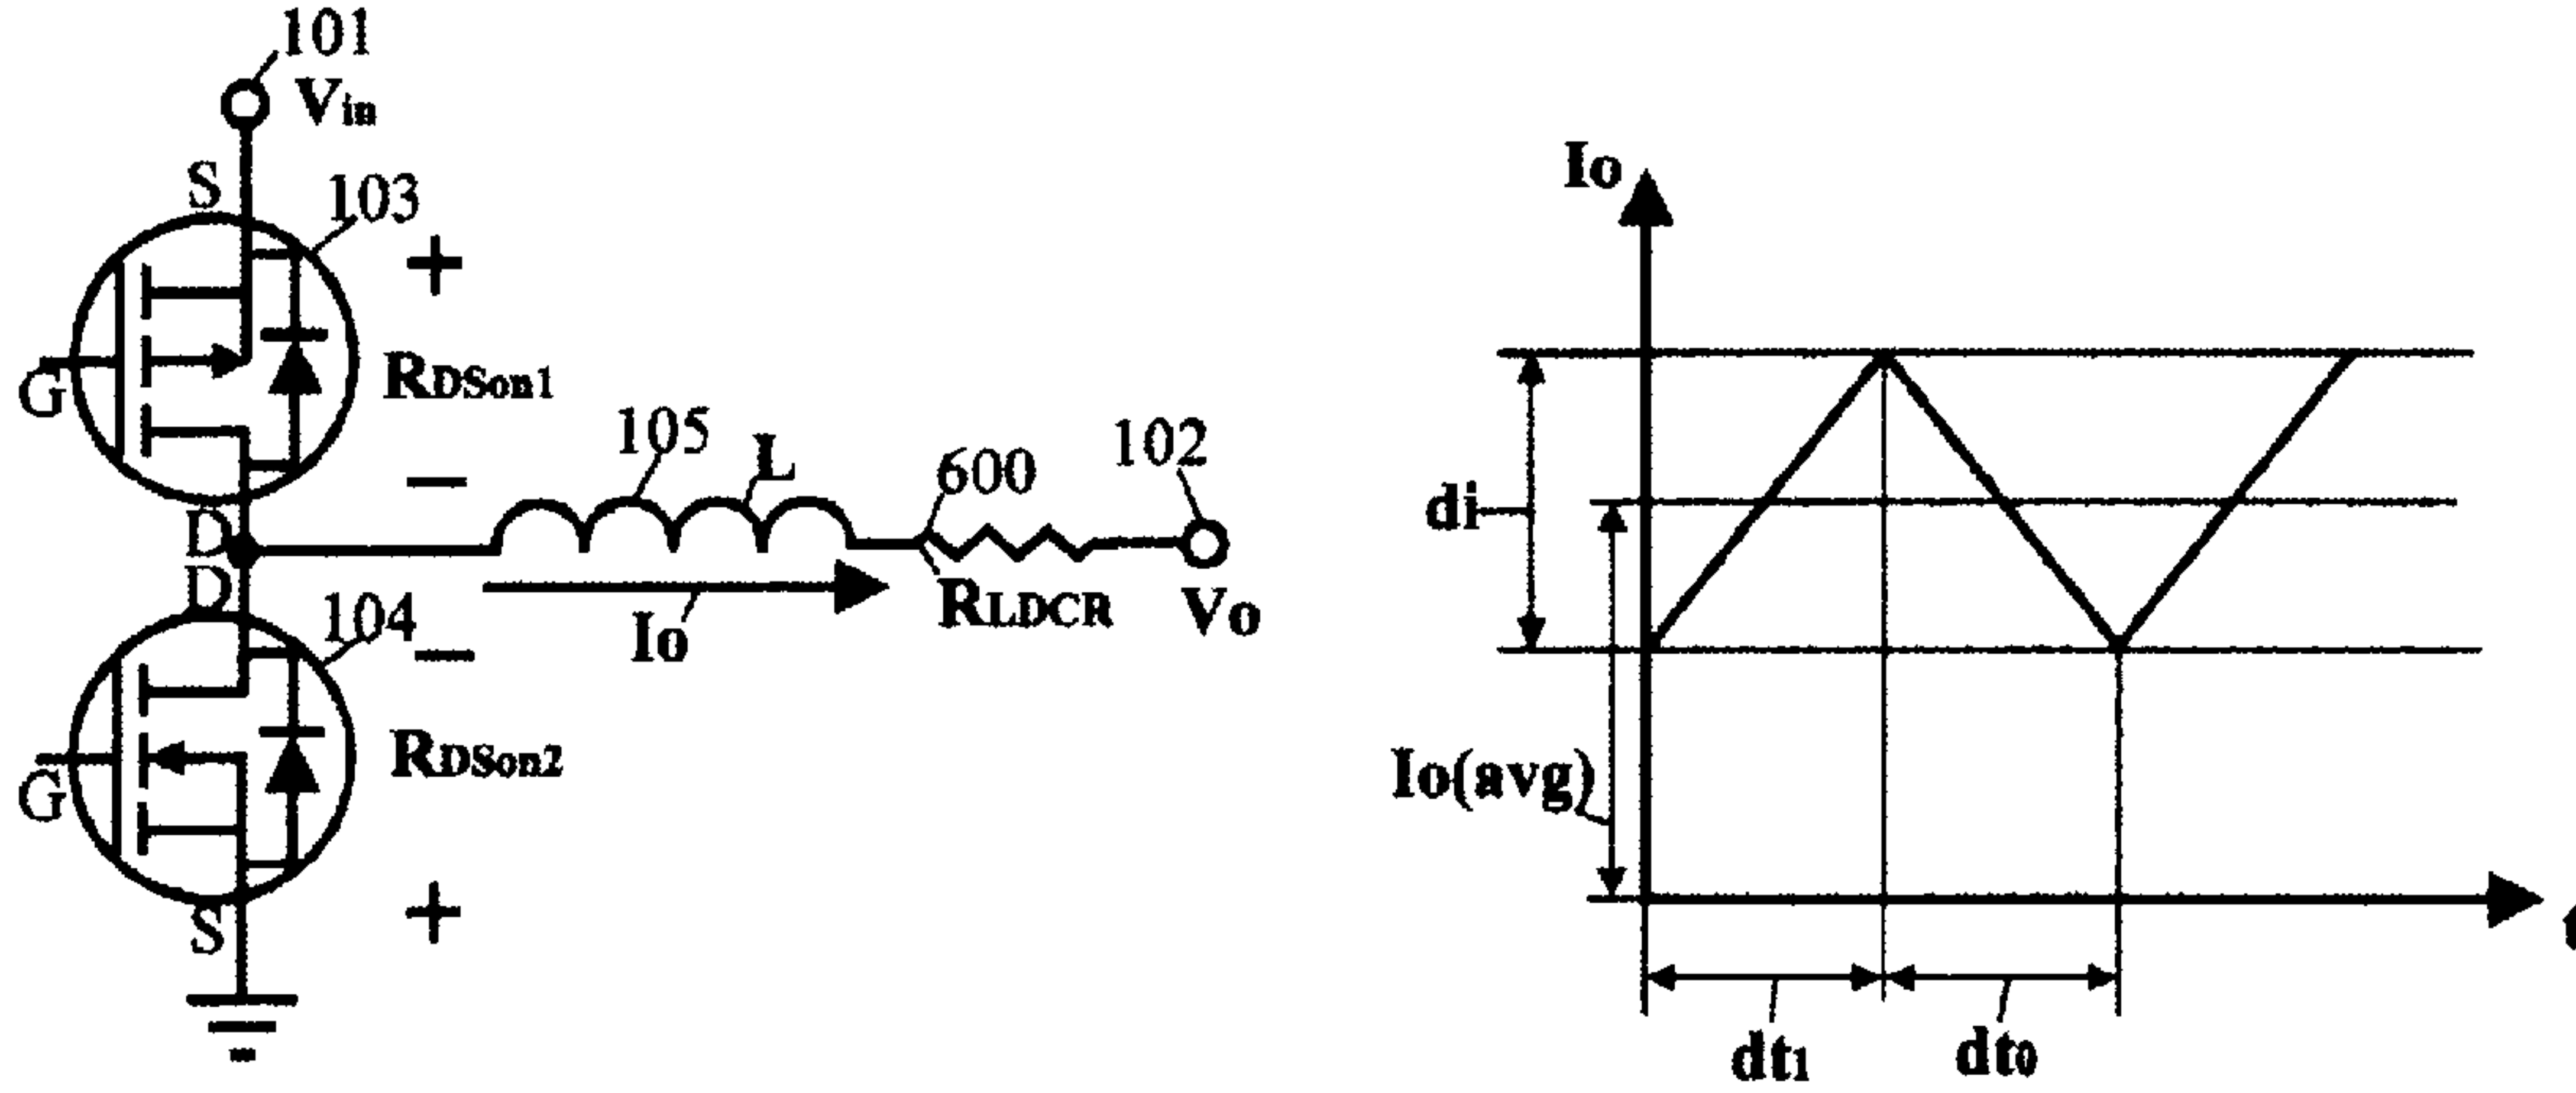 101
Vin
S
103
+
G
RDSon1
−
105
L
600
102
D
D
Io
RLDCR
Vo
104
−
RDSon2
G
S
+
Io
di
Io(avg)
t
dt1
dt0